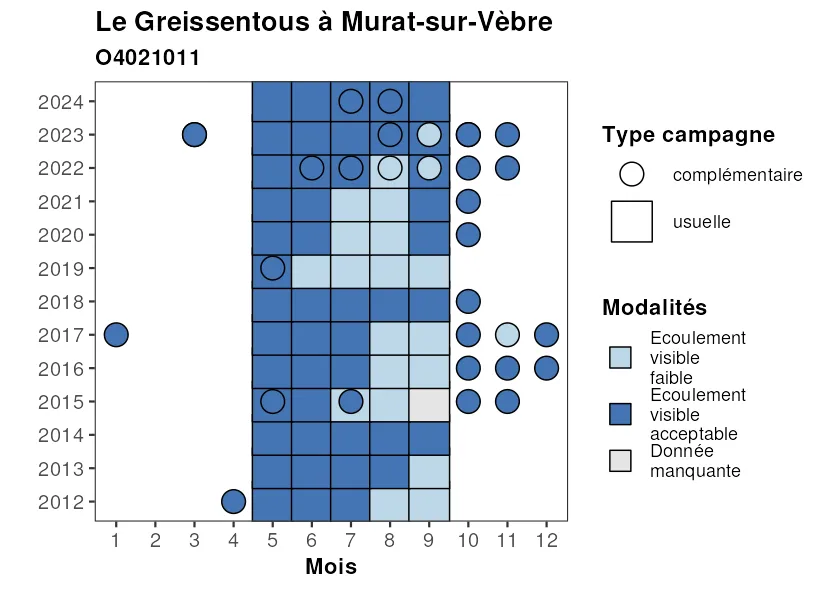 Le Greissentous à Murat-sur-Vèbre
O4021011
2024
2023
2022
2021
2020
2019
2018
2017
2016
2015
2014
2013
2012
1 2 3 4 5 6 7 8 9 10 11 12
Mois
Type campagne
complémentaire
usuelle
Modalités
Ecoulement
visible
faible
Ecoulement
visible
acceptable
Donnée
manquante